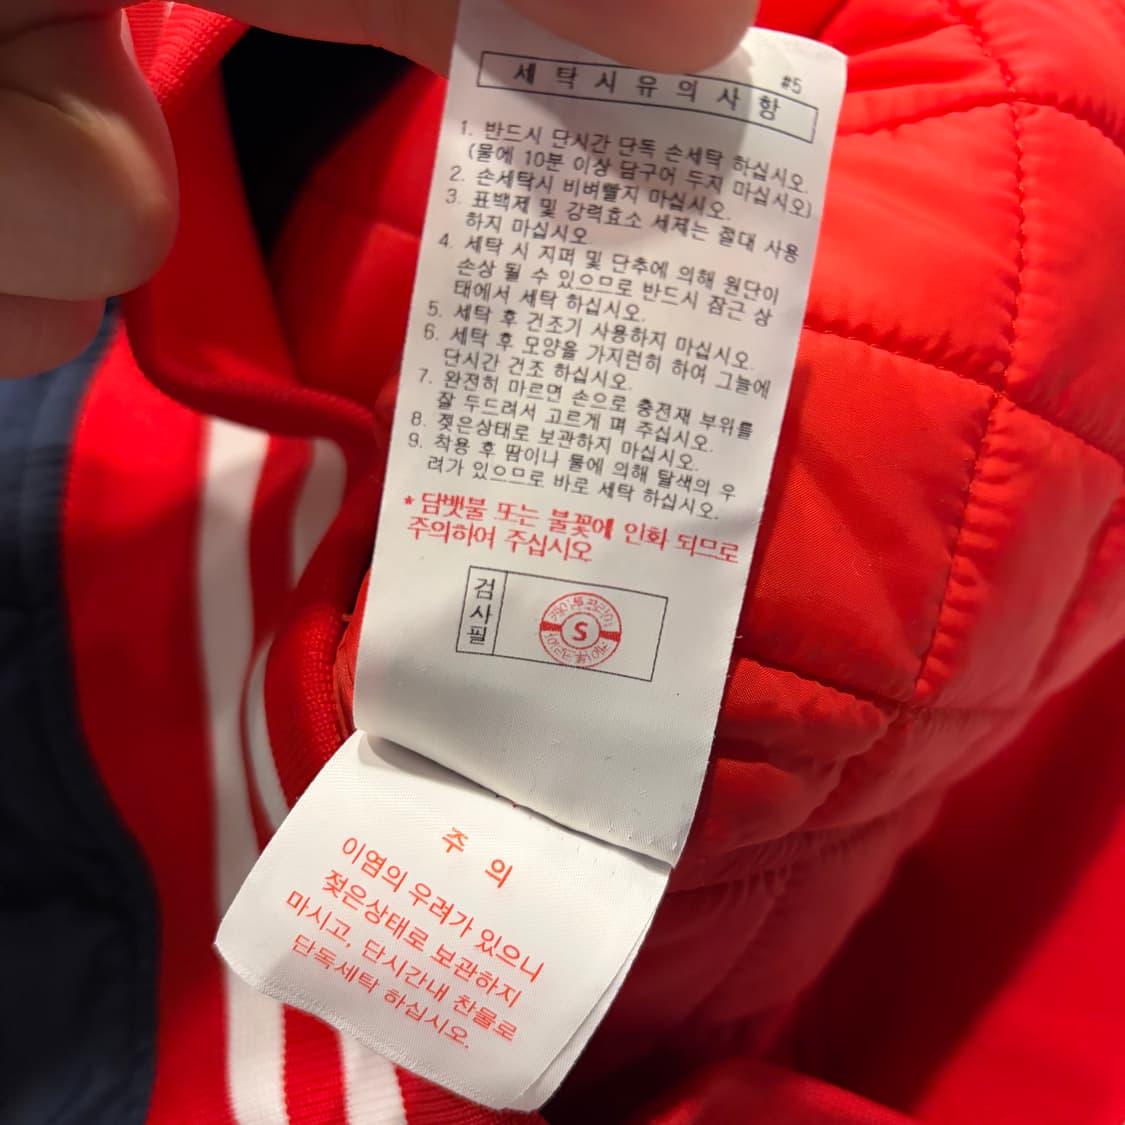 #5
세탁시유의사항
1. 반드시 단시간 단독 손세탁 하십시오.
(물에 10분 이상 담구어 두지 마십시오)
2. 손세탁시 비벼빨지 마십시오.
3. 표백제 및 강력효소 세제는 절대 사용
하지 마십시오.
4. 세탁 시 지퍼 및 단추에 의해 원단이
손상 될 수 있으므로 반드시 잠근 상
태에서 세탁 하십시오.
5. 세탁 후 건조기 사용하지 마십시오.
6. 세탁 후 모양을 가지런히 하여 그늘에
단시간 건조 하십시오.
7. 완전히 마르면 손으로 충전재 부위를
잘 두드려서 고르게 펴 주십시오.
8. 젖은상태로 보관하지 마십시오.
9. 착용 후 땀이나 물에 의해 탈색의 우
려가 있으므로 바로 세탁 하십시오.
* 담뱃불 또는 불꽃에 인화 되므로
주의하여 주십시오
검사필
S
주 의
이염의 우려가 있으니
젖은상태로 보관하지
마시고, 단시간내 찬물로
단독세탁 하십시오.